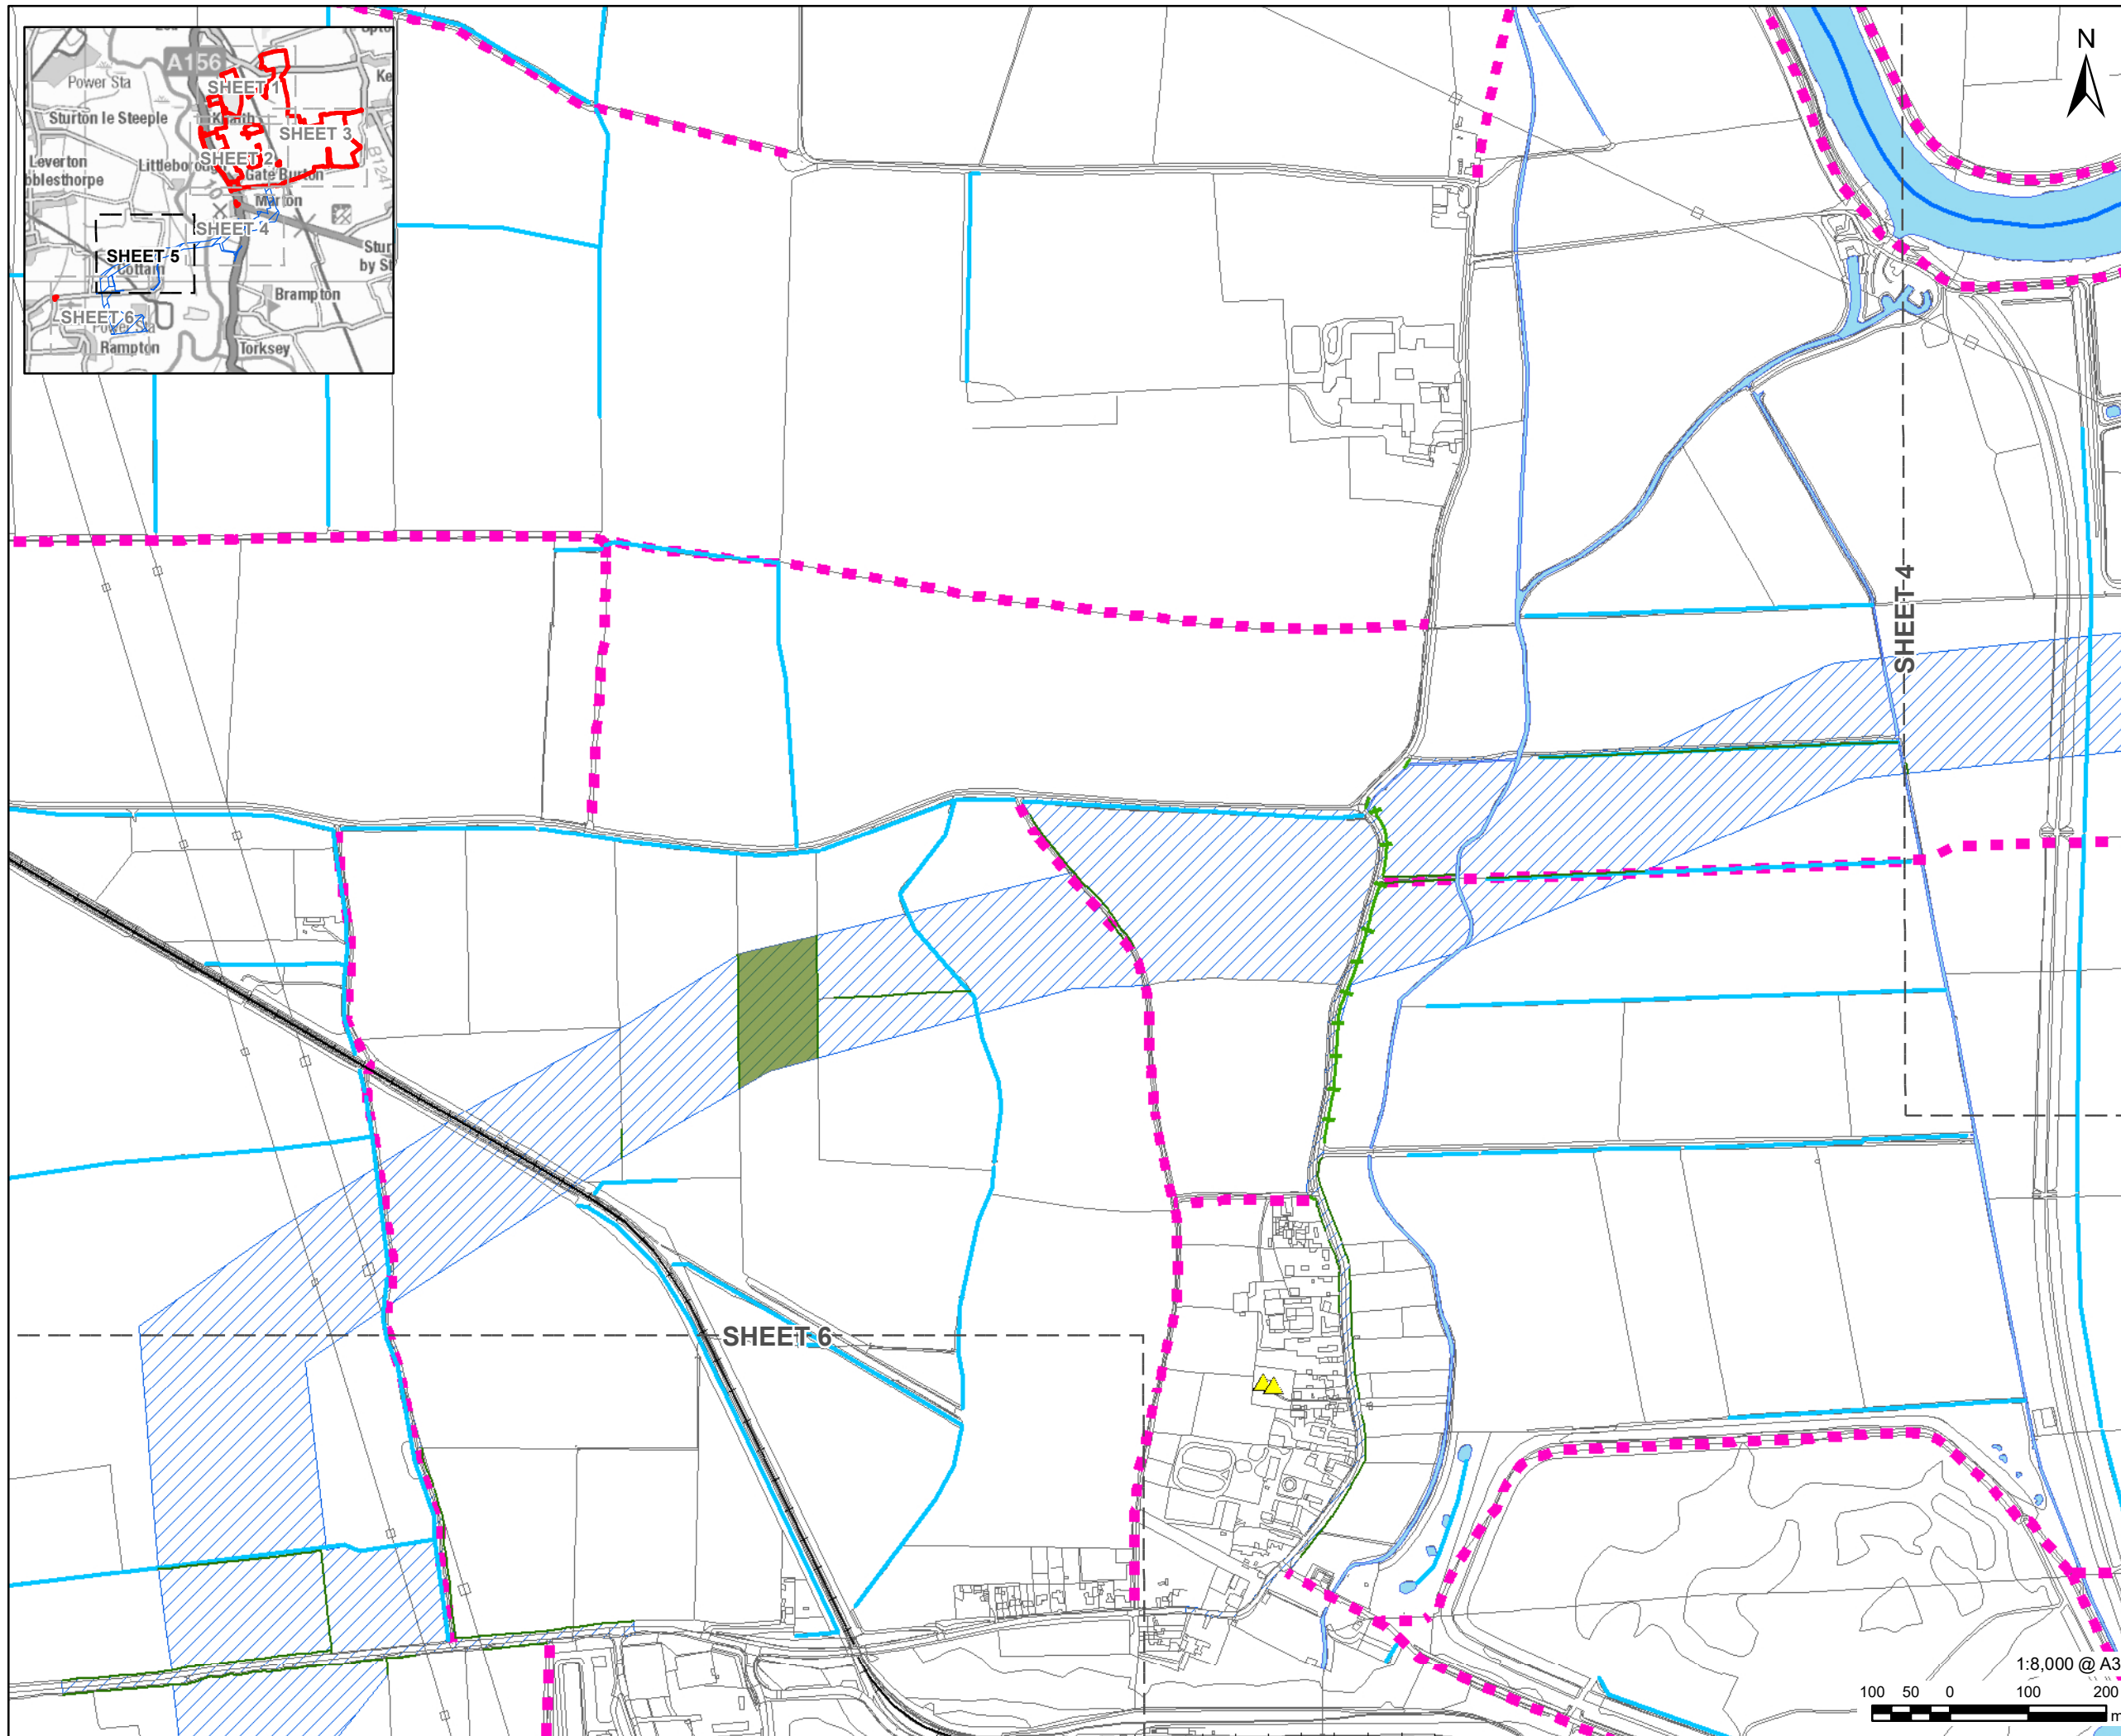 A156
Power Sta
SHEET 1
Sturton le Steeple
SHEET 3
Leverton
SHEET 2
Gate Burton
Marton
SHEET 4
SHEET 5
Cottam
Brampton
SHEET 6
Rampton
Torksey
N
SHEET 4
SHEET 6
1:8,000 @ A3
100 50 0 100 200
m